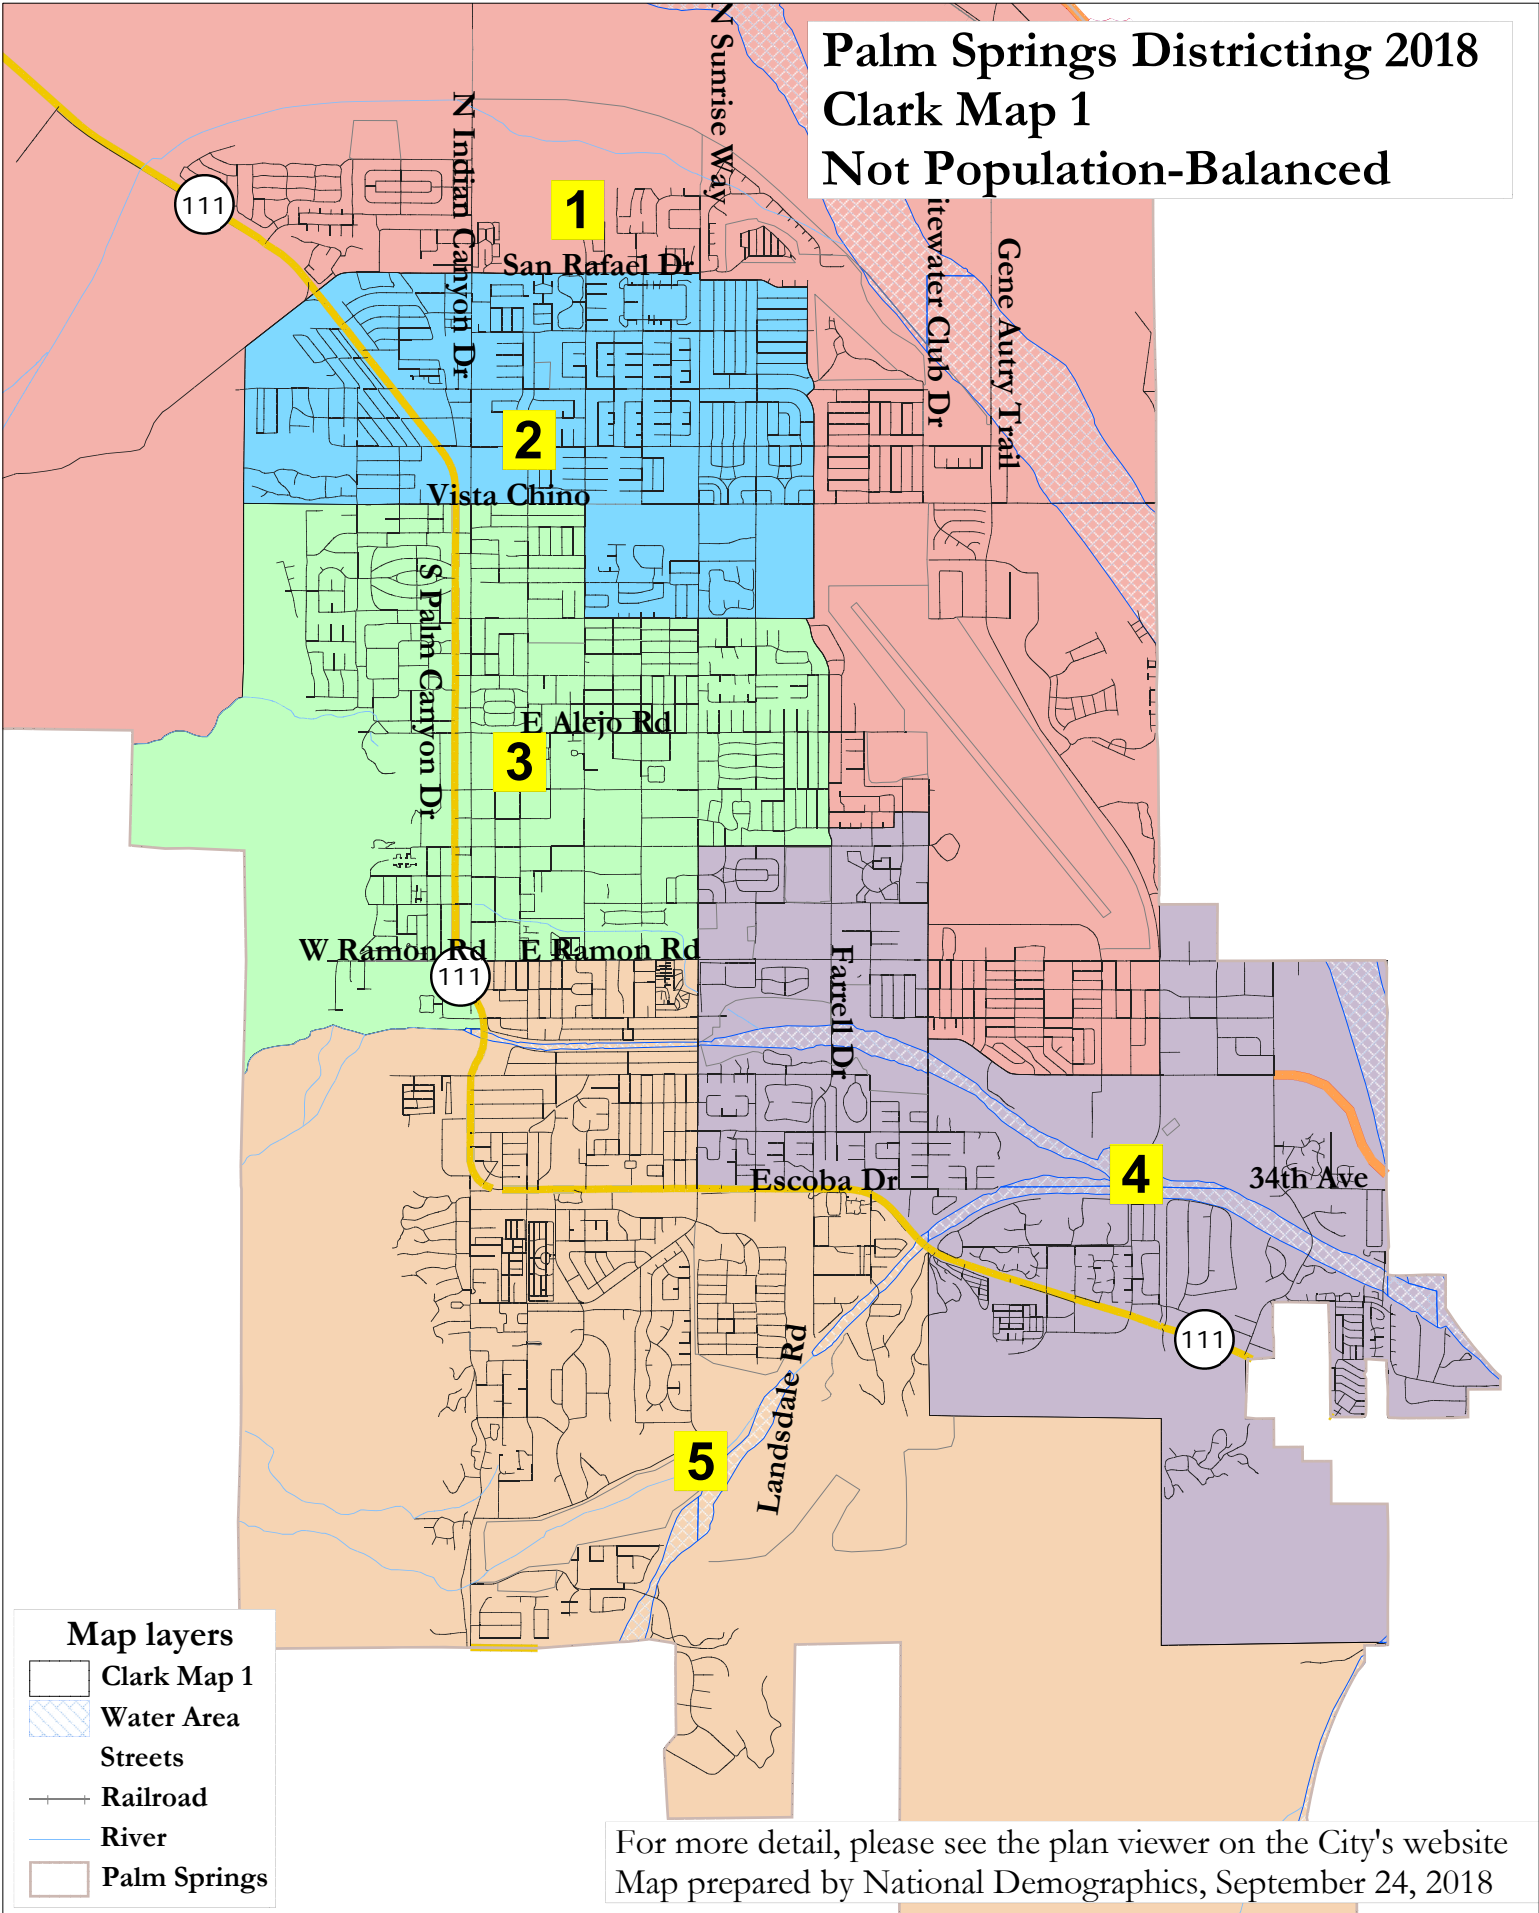 Palm Springs Districting 2018
Clark Map 1
Not Population-Balanced
N Sunrise Way
N Indian Canyon Dr
111
1
San Rafael Dr
itewater Club Dr
Gene Autry Trail
2
Vista Chino
S Palm Canyon Dr
E Alejo Rd
3
W Ramon Rd
E Ramon Rd
111
Farrell Dr
4
Escoba Dr
34th Ave
111
Landsdale Rd
5
Map layers
Clark Map 1
Water Area
Streets
Railroad
River
Palm Springs
For more detail, please see the plan viewer on the City's website
Map prepared by National Demographics, September 24, 2018